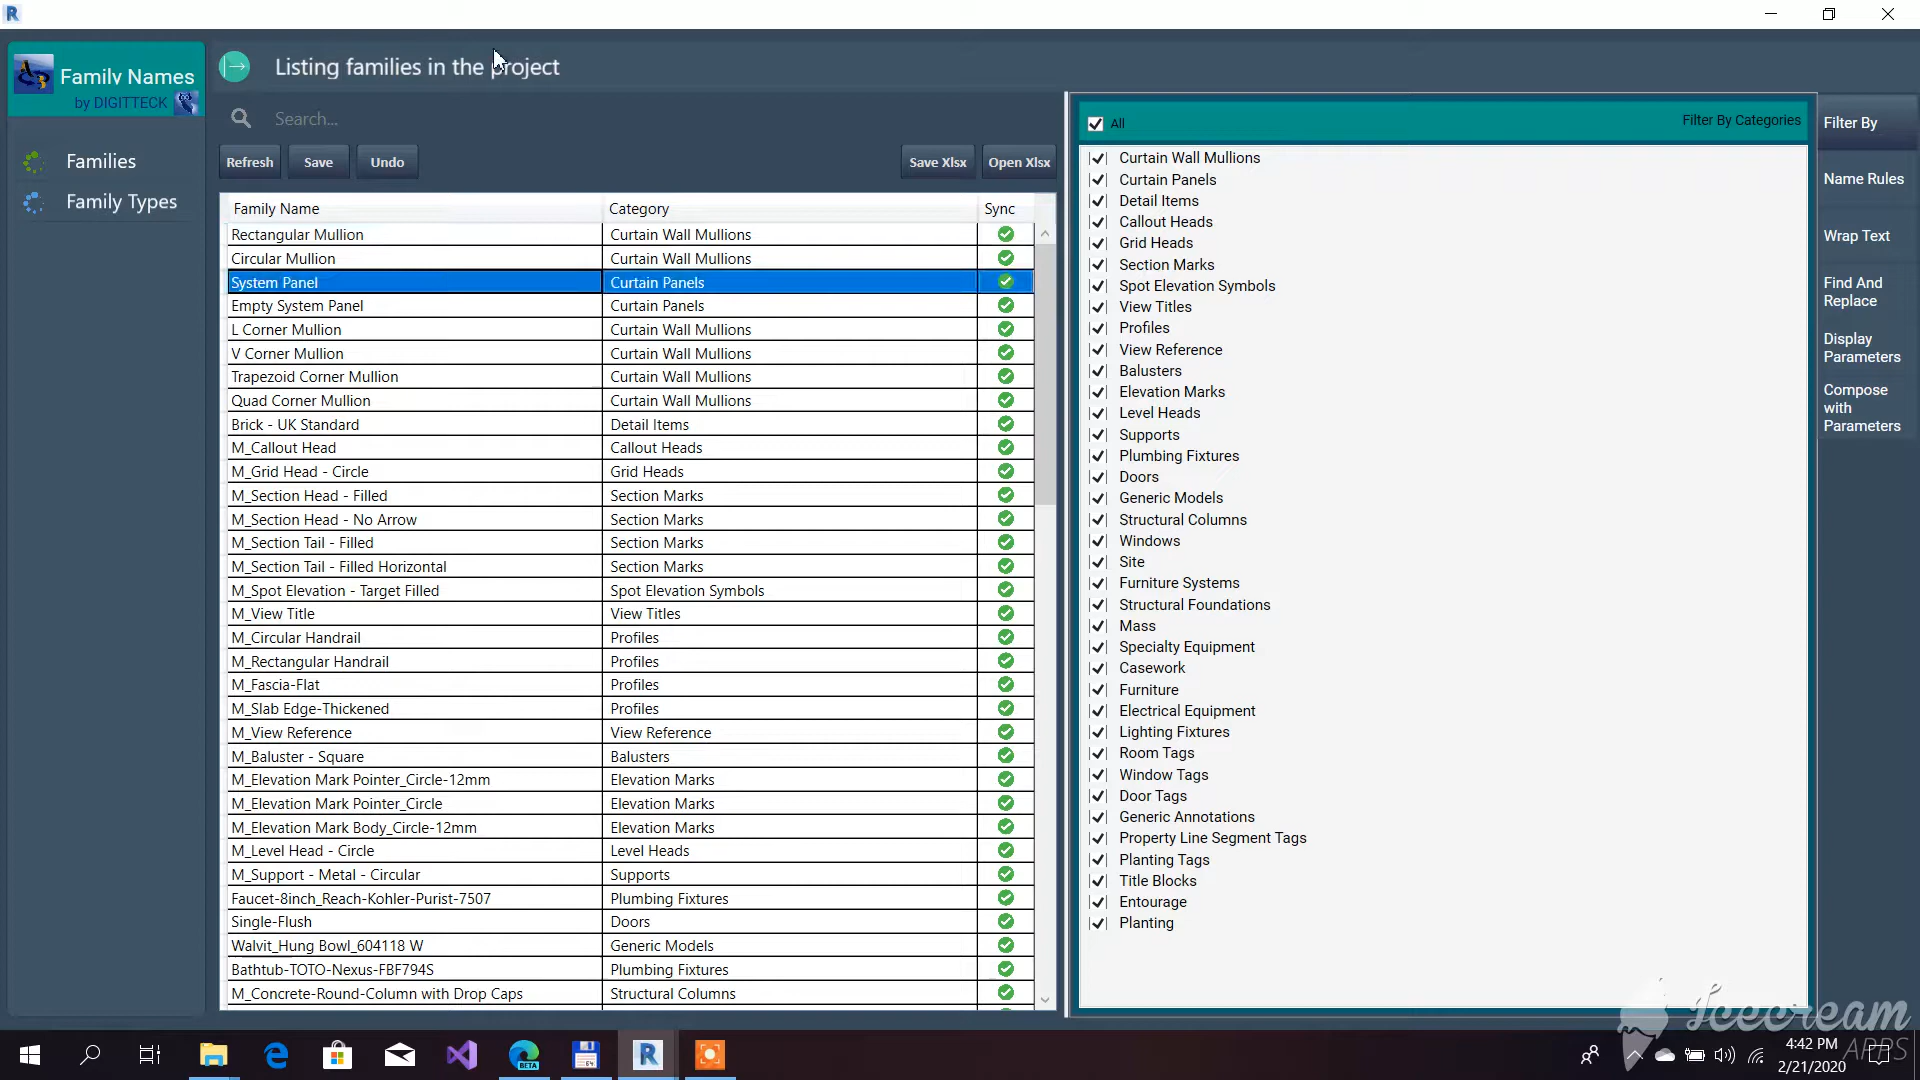 Family Names
by DIGITTECK
Families
Family Types
Listing families in the project
Search...
Refresh Save Undo Save Xlsx Open Xlsx
Family Name Category Sync
Rectangular Mullion Curtain Wall Mullions
Circular Mullion Curtain Wall Mullions
System Panel Curtain Panels
Empty System Panel Curtain Panels
L Corner Mullion Curtain Wall Mullions
V Corner Mullion Curtain Wall Mullions
Trapezoid Corner Mullion Curtain Wall Mullions
Quad Corner Mullion Curtain Wall Mullions
Brick - UK Standard Detail Items
M_Callout Head Callout Heads
M_Grid Head - Circle Grid Heads
M_Section Head - Filled Section Marks
M_Section Head - No Arrow Section Marks
M_Section Tail - Filled Section Marks
M_Section Tail - Filled Horizontal Section Marks
M_Spot Elevation - Target Filled Spot Elevation Symbols
M_View Title View Titles
M_Circular Handrail Profiles
M_Rectangular Handrail Profiles
M_Fascia-Flat Profiles
M_Slab Edge-Thickened Profiles
M_View Reference View Reference
M_Baluster - Square Balusters
M_Elevation Mark Pointer_Circle-12mm Elevation Marks
M_Elevation Mark Pointer_Circle Elevation Marks
M_Elevation Mark Body_Circle-12mm Elevation Marks
M_Level Head - Circle Level Heads
M_Support - Metal - Circular Supports
Faucet-8inch_Reach-Kohler-Purist-7507 Plumbing Fixtures
Single-Flush Doors
Walvit_Hung Bowl_604118 W Generic Models
Bathtub-TOTO-Nexus-FBF794S Plumbing Fixtures
M_Concrete-Round-Column with Drop Caps Structural Columns
All Filter By Categories
Curtain Wall Mullions
Curtain Panels
Detail Items
Callout Heads
Grid Heads
Section Marks
Spot Elevation Symbols
View Titles
Profiles
View Reference
Balusters
Elevation Marks
Level Heads
Supports
Plumbing Fixtures
Doors
Generic Models
Structural Columns
Windows
Site
Furniture Systems
Structural Foundations
Mass
Specialty Equipment
Casework
Furniture
Electrical Equipment
Lighting Fixtures
Room Tags
Window Tags
Door Tags
Generic Annotations
Property Line Segment Tags
Planting Tags
Title Blocks
Entourage
Planting
Filter By
Name Rules
Wrap Text
Find And
Replace
Display
Parameters
Compose
with
Parameters
Icecream
APPS
BETA
R
4:42 PM
2/21/2020